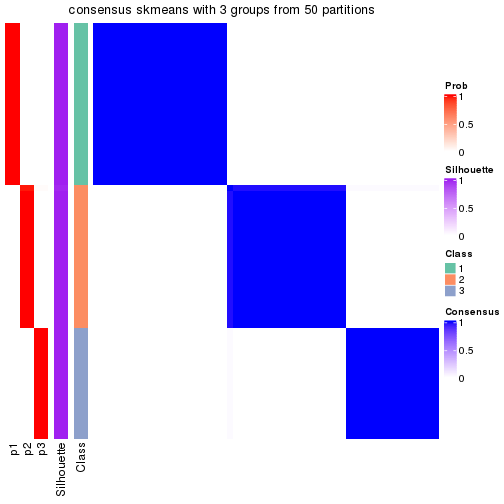 consensus skmeans with 3 groups from 50 partitions
Prob
1
0.5
0
Silhouette
1
0.5
0
Class
1
2
3
Consensus
1
0.5
0
p1
p2
p3
Silhouette
Class